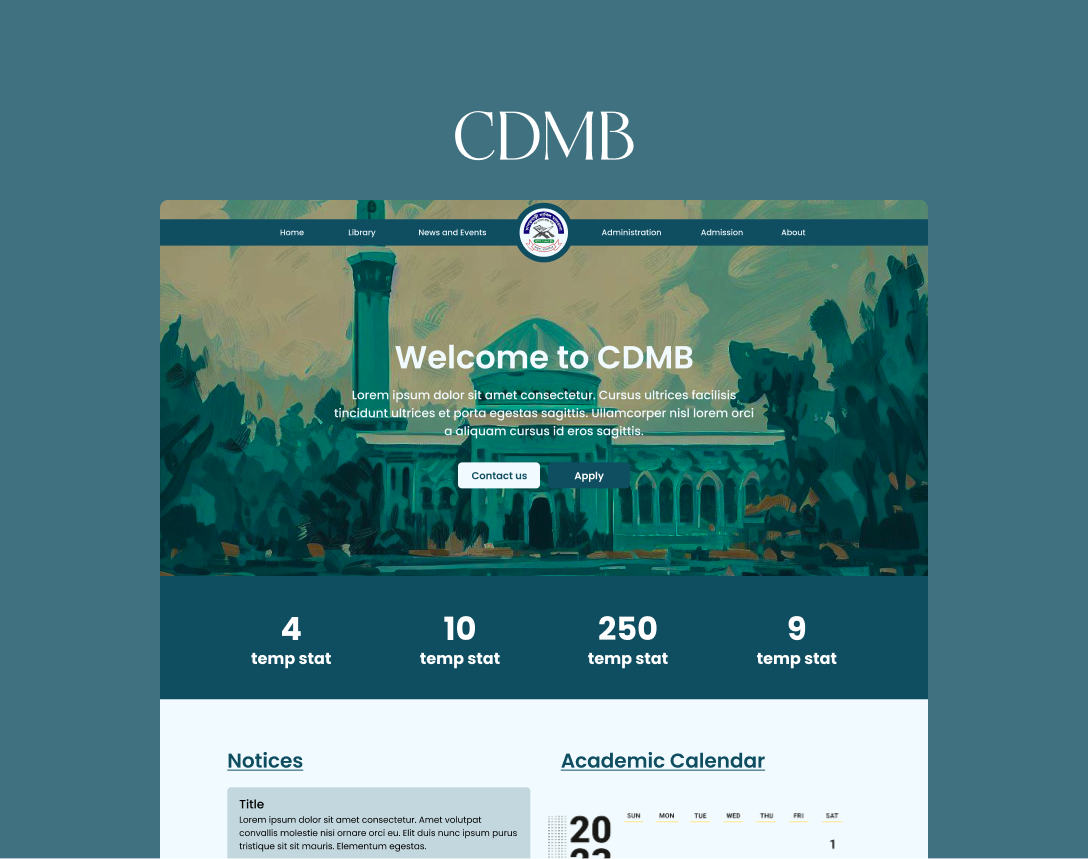 CDMB
Home Library News and Events Administration Admission About
Welcome to CDMB
Lorem ipsum dolor sit amet consectetur. Cursus ultrices facilisis
tincidunt ultrices et porta egestas sagittis. Ullamcorper nisl lorem orci
a aliquam cursus id eros sagittis.
Contact us Apply
4 10 250 9
temp stat temp stat temp stat temp stat
Notices
Title
Lorem ipsum dolor sit amet consectetur. Amet volutpat
convallis molestie nisi ornare orci eu. Elit duis nunc ipsum purus
tristique sit sit mauris. Elementum egestas.
Academic Calendar
20
SUN MON TUE WED THU FRI SAT
1